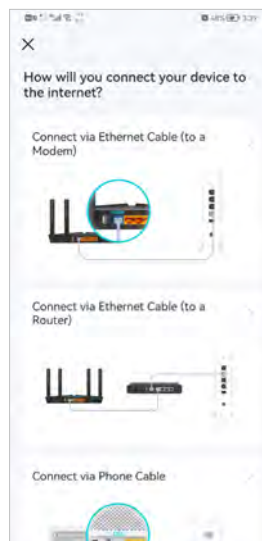 How will you connect your device to
the internet?
Connect via Ethernet Cable (to a
Modem)
Connect via Ethernet Cable (to a
Router)
Connect via Phone Cable